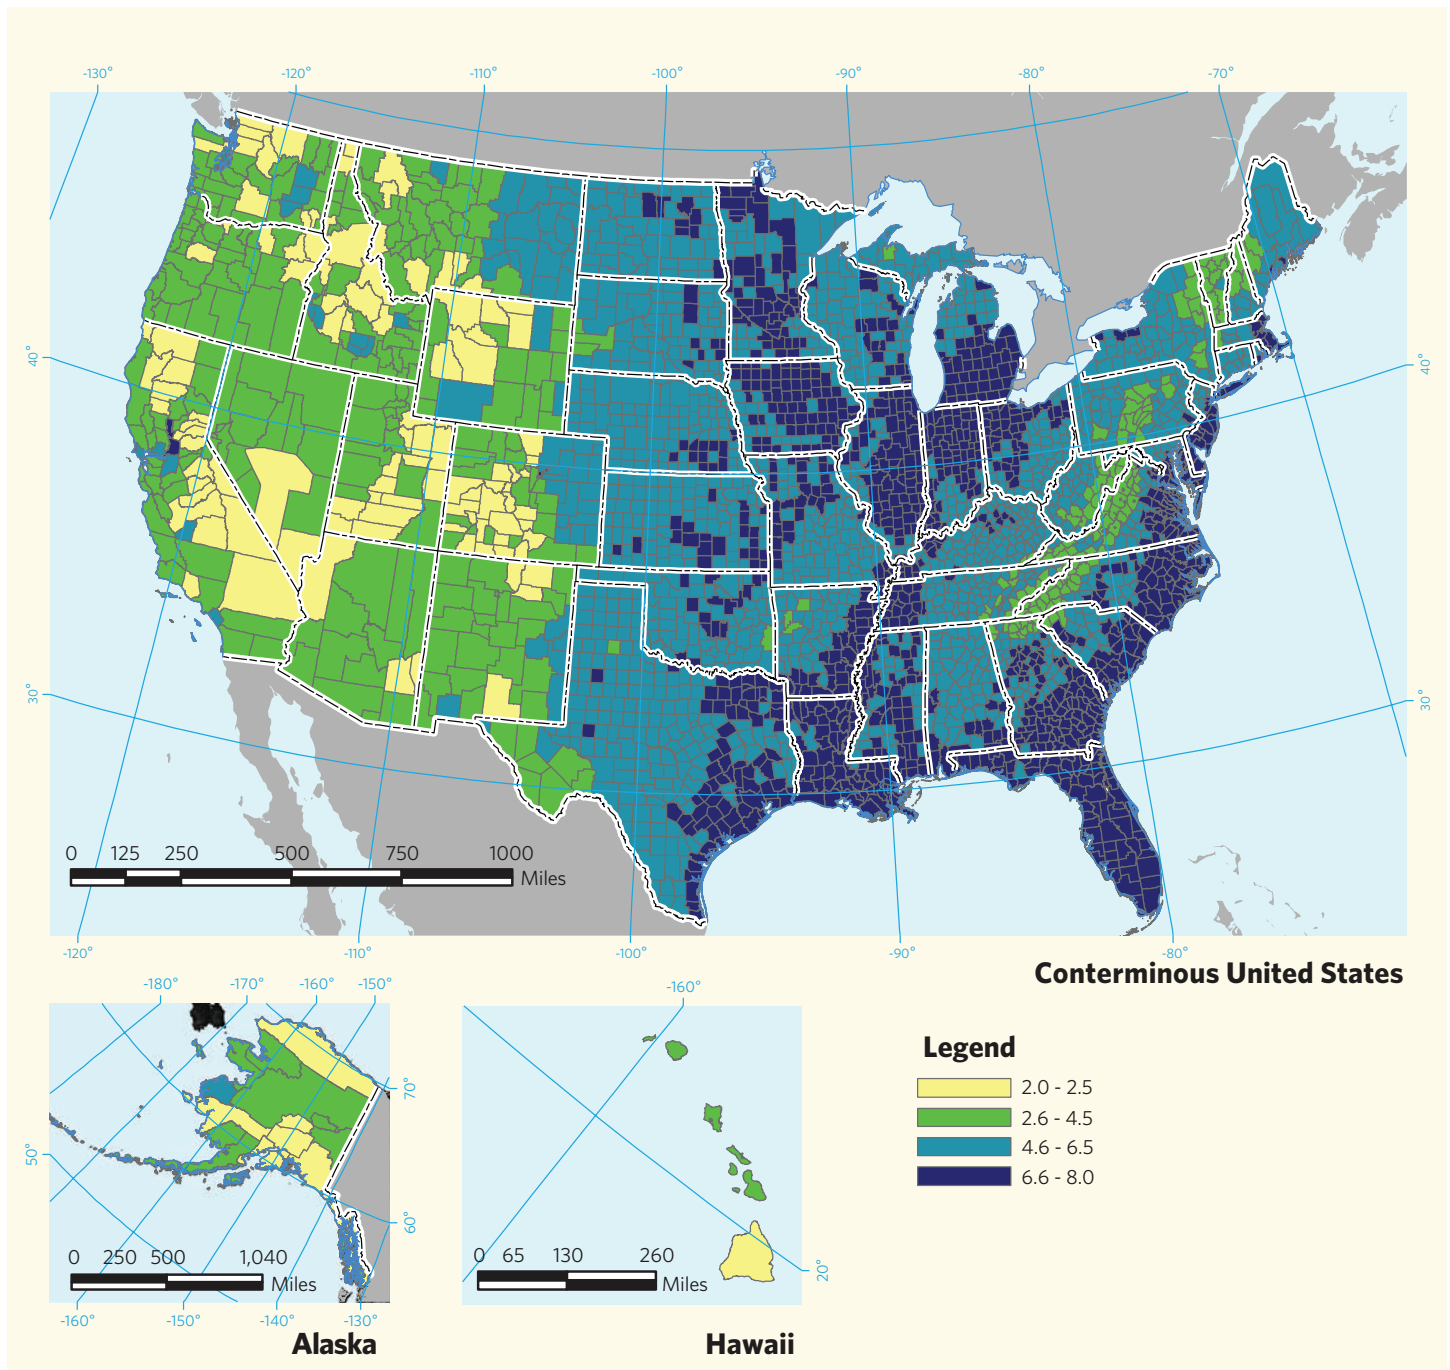 -130° -120° -110° -100° -90° -80° -70°
40° 40°
30° 30°
0 125 250 500 750 1000
Miles
-120° -110° -100° -90° -80°
Conterminous United States
-180° -170° -160° -150°
70°
50°
60°
0 250 500 1,040
Miles
-160° -150° -140° -130°
Alaska
-160°
20°
0 65 130 260
Miles
Hawaii
Legend
2.0 - 2.5
2.6 - 4.5
4.6 - 6.5
6.6 - 8.0